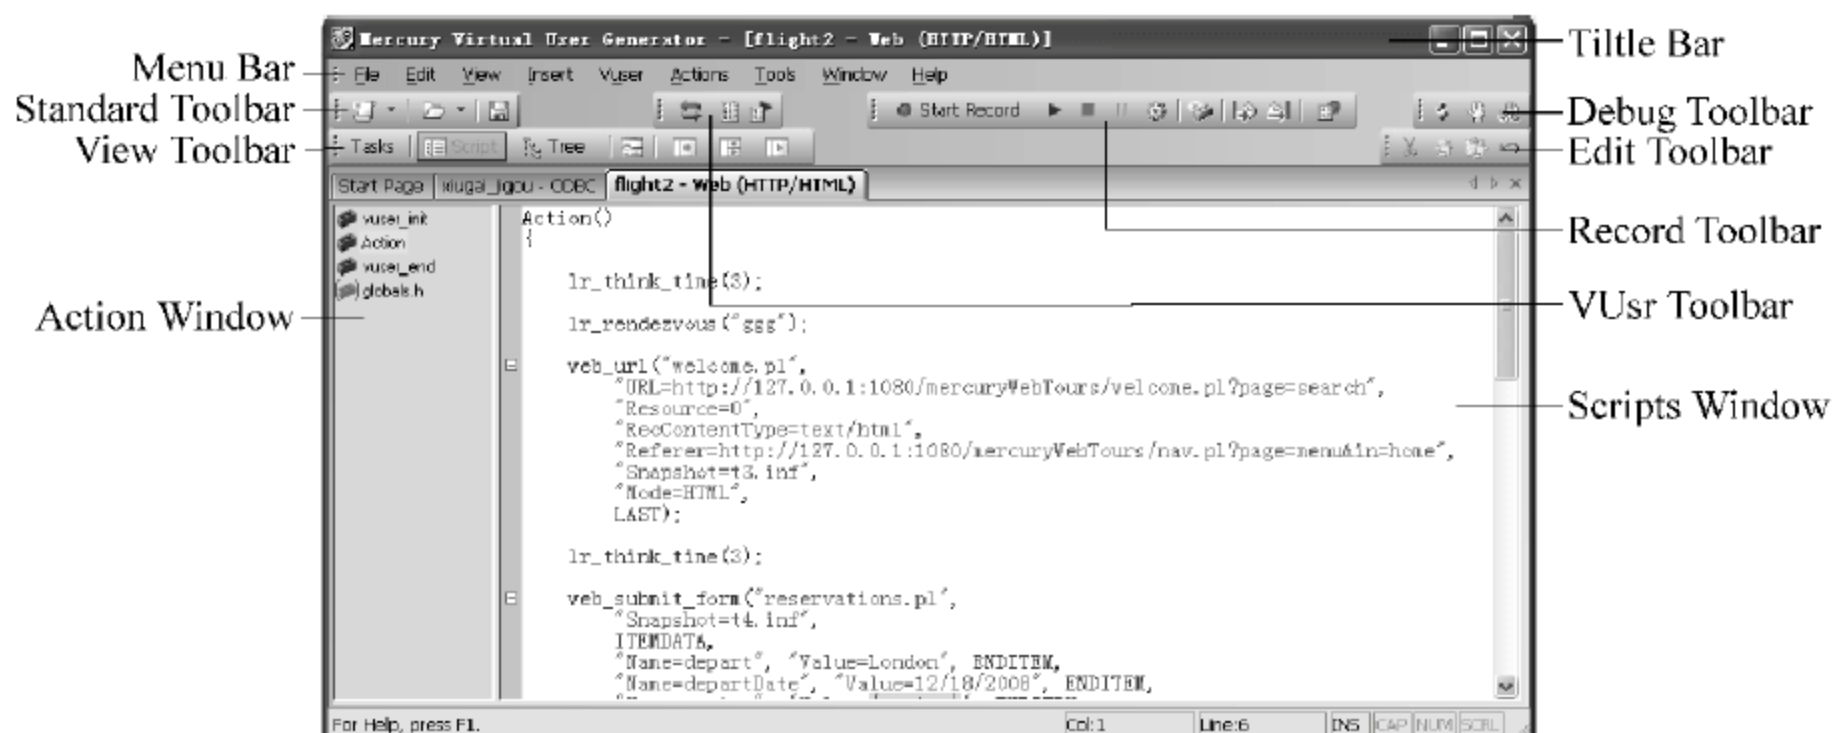 Mercury Virtual User Generator - [flight2 - Web (HTTP/HTML)]
Tiltle Bar
Menu Bar
File Edit View Insert Vuser Actions Tools Window Help
Standard Toolbar
Start Record
Debug Toolbar
View Toolbar
Tasks Script Tree
Edit Toolbar
Start Page xiugai_jigou - ODBC flight2 - Web (HTTP/HTML)
vuser_init
Action
vuser_end
globals.h
Action Window
Record Toolbar
VUsr Toolbar
Scripts Window
Action()
{
lr_think_time(3);
lr_rendezvous("ggg");
web_url("welcome.pl",
"URL=http://127.0.0.1:1080/mercuryWebTours/welcome.pl?page=search",
"Resource=0",
"RecContentType=text/html",
"Referer=http://127.0.0.1:1080/mercuryWebTours/nav.pl?page=menu&in=home",
"Snapshot=t3.inf",
"Mode=HTML",
LAST);
lr_think_time(3);
web_submit_form("reservations.pl",
"Snapshot=t4.inf",
ITEMDATA,
"Name=depart", "Value=London", ENDITEM,
"Name=departDate", "Value=12/18/2008", ENDITEM,
For Help, press F1.
Col:1 Line:6 INS CAP NUM SCRL